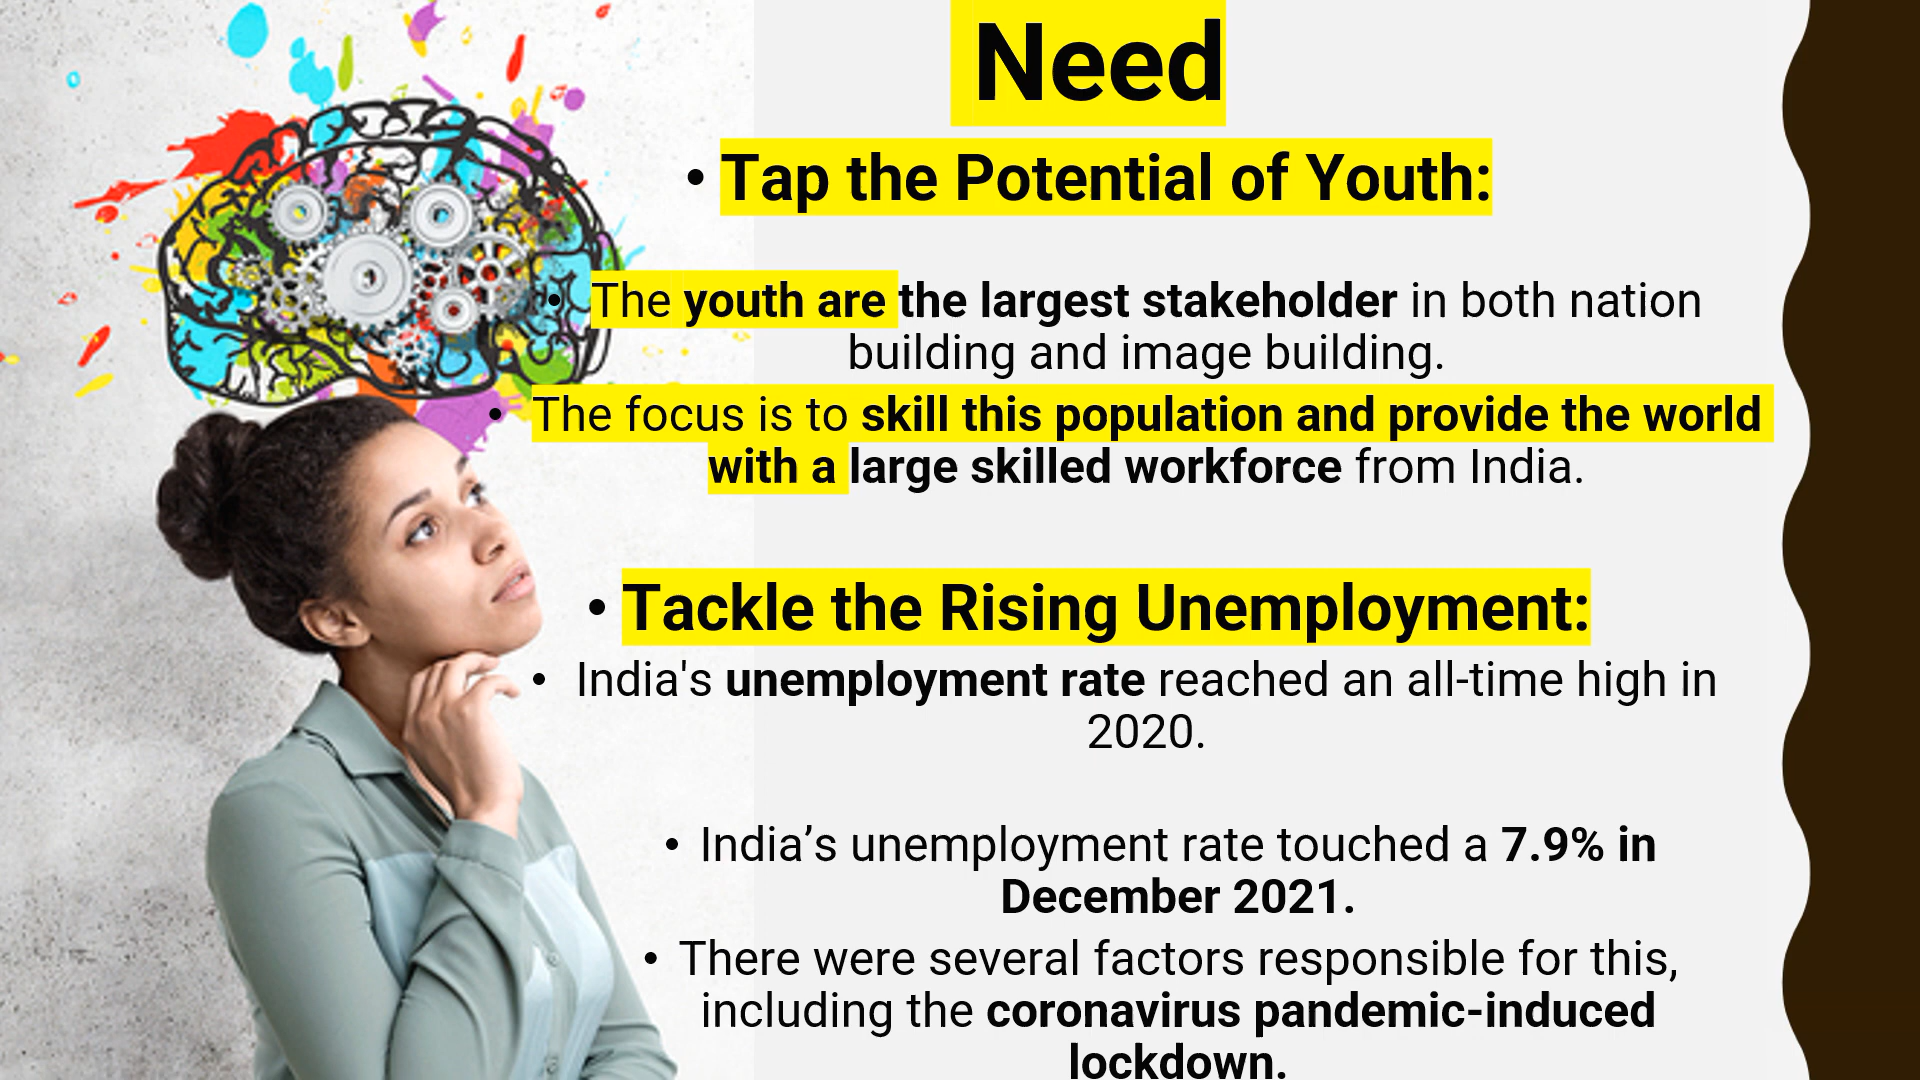 Need
• Tap the Potential of Youth:
• The youth are the largest stakeholder in both nation
building and image building.
• The focus is to skill this population and provide the world
with a large skilled workforce from India.
• Tackle the Rising Unemployment:
• India's unemployment rate reached an all-time high in
2020.
• India’s unemployment rate touched a 7.9% in
December 2021.
• There were several factors responsible for this,
including the coronavirus pandemic-induced
lockdown.